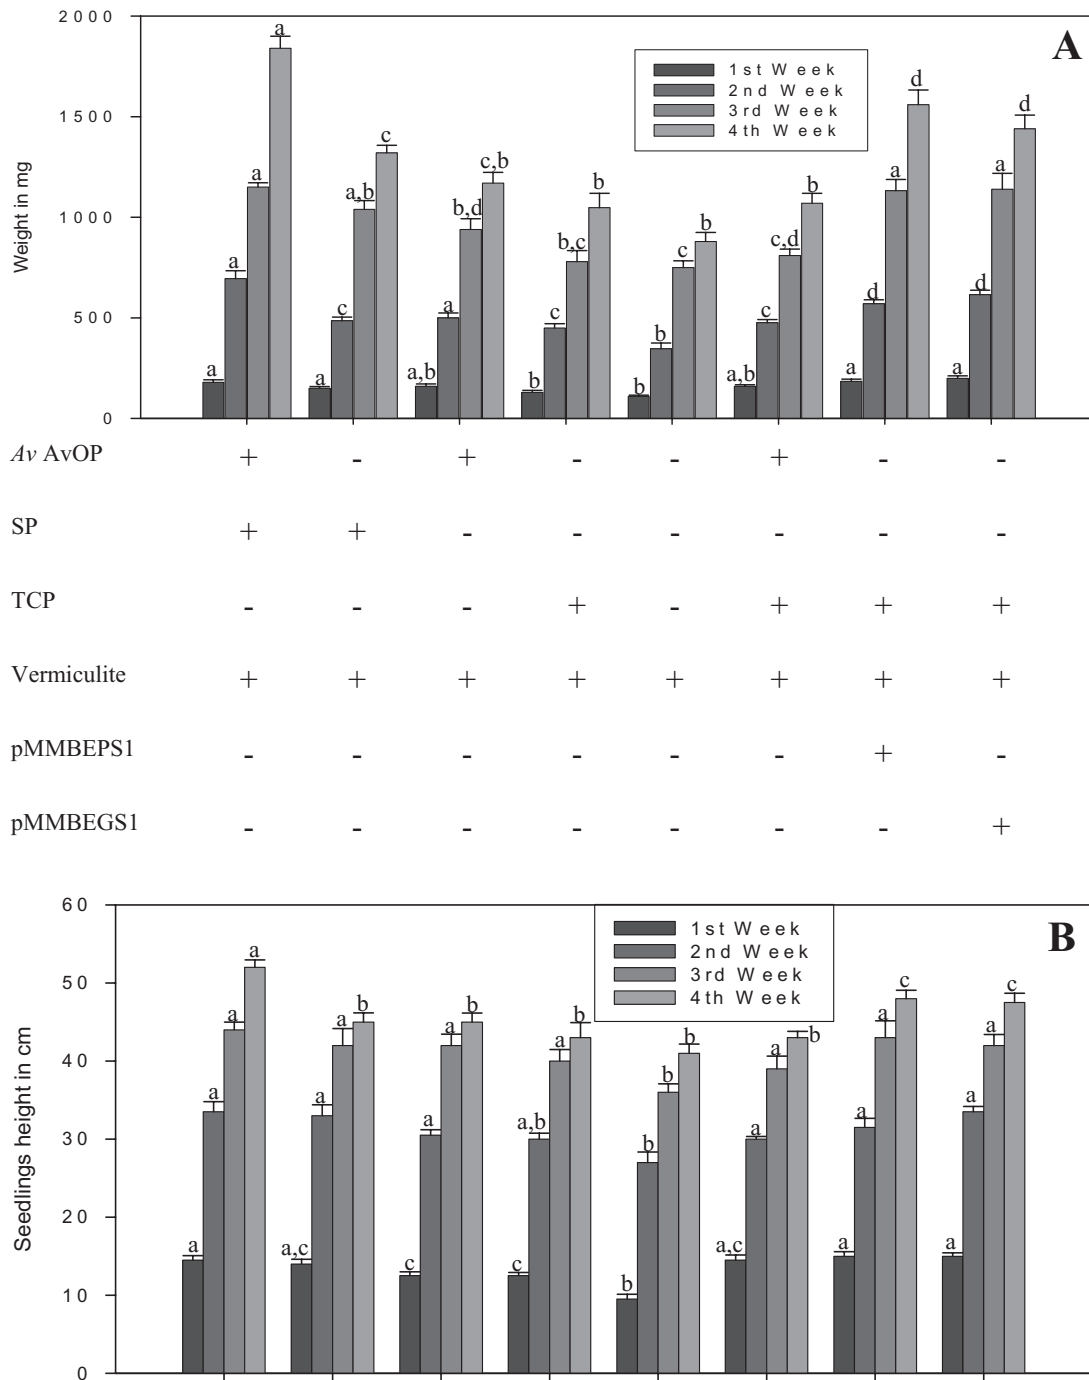 2000
1500
1000
500
0
Weight in mg
A
1st Week
2nd Week
3rd Week
4th Week
a a a a
a c a,b c
a,b a b,d c,b
b c b,c b
b b c b
a,b c c,d b
a d a d
a d a d
Av AvOP + - + - - + - -
SP + + - - - - - -
TCP - - - + - + + +
Vermiculite + + + + + + + +
pMMBEPS1 - - - - - - + -
pMMBEGS1 - - - - - - - +
60
50
40
30
20
10
0
Seedlings height in cm
B
1st Week
2nd Week
3rd Week
4th Week
a a a a
a,c a a b
c a a b
c a,b a b
b b b b
a,c a a b
a a a c
a a a c